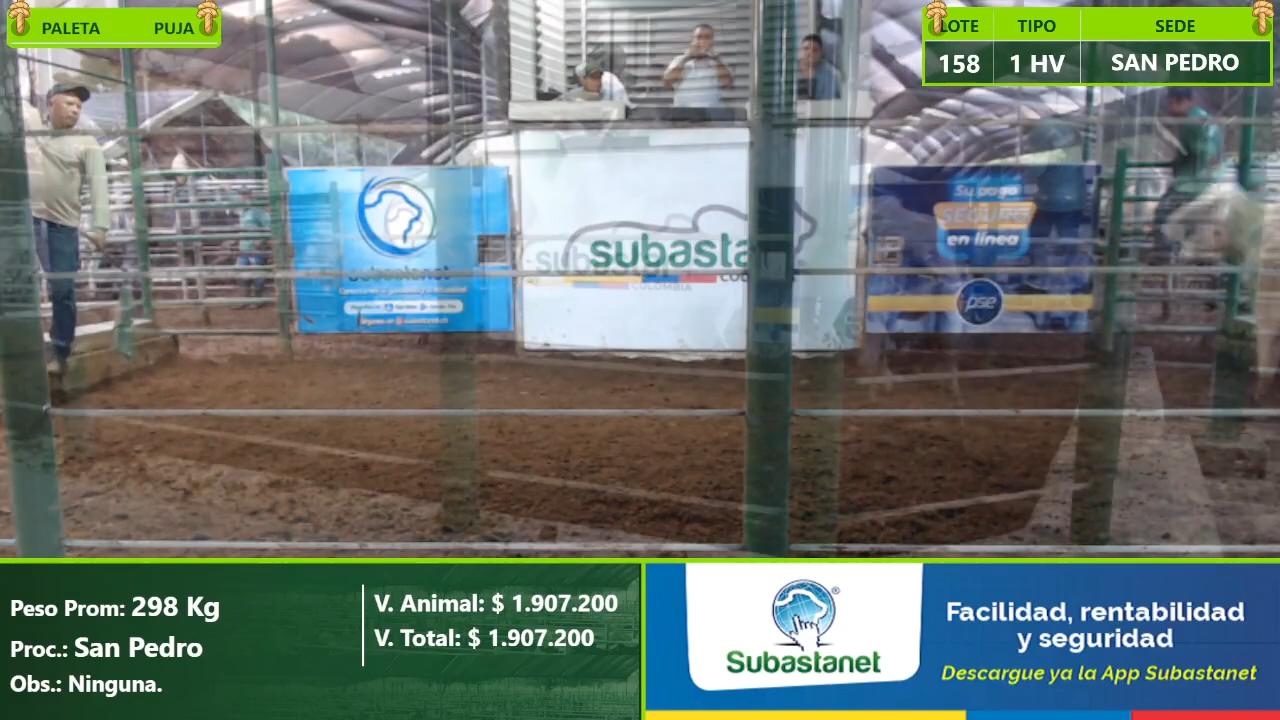 PALETA PUJA
LOTE TIPO SEDE
158 1 HV SAN PEDRO
Subastanet
subasta
COLOMBIA
Su pago
SEGURO
en línea
pse
Peso Prom: 298 Kg
Proc.: San Pedro
Obs.: Ninguna.
V. Animal: $ 1.907.200
V. Total: $ 1.907.200
Subastanet
Facilidad, rentabilidad
y seguridad
Descargue ya la App Subastanet